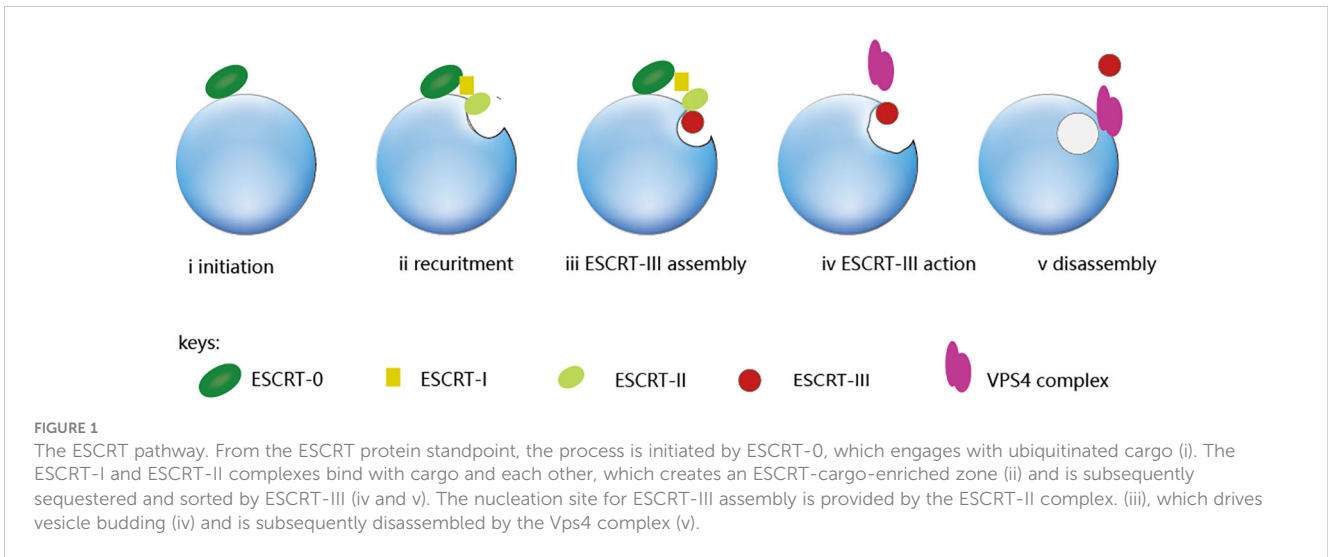 i initiation
ii recuritment
iii ESCRT-III assembly
iv ESCRT-III action
v disassembly
keys:
ESCRT-0
ESCRT-I
ESCRT-II
ESCRT-III
VPS4 complex
FIGURE 1
The ESCRT pathway. From the ESCRT protein standpoint, the process is initiated by ESCRT-0, which engages with ubiquitinated cargo (i). The
ESCRT-I and ESCRT-II complexes bind with cargo and each other, which creates an ESCRT-cargo-enriched zone (ii) and is subsequently
sequestered and sorted by ESCRT-III (iv and v). The nucleation site for ESCRT-III assembly is provided by the ESCRT-II complex. (iii), which drives
vesicle budding (iv) and is subsequently disassembled by the Vps4 complex (v).